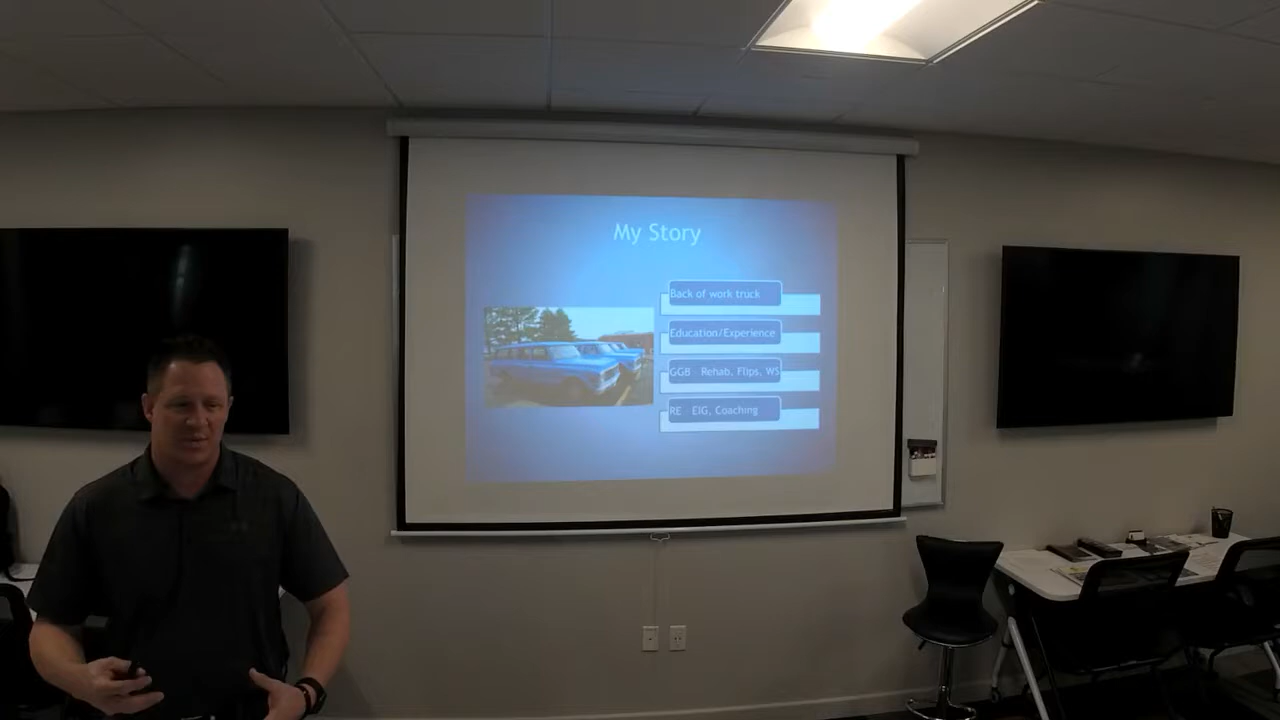 My Story
Back of work truck
Education/Experience
GGB - Rehab, Flips, WS
RE - EIG, Coaching